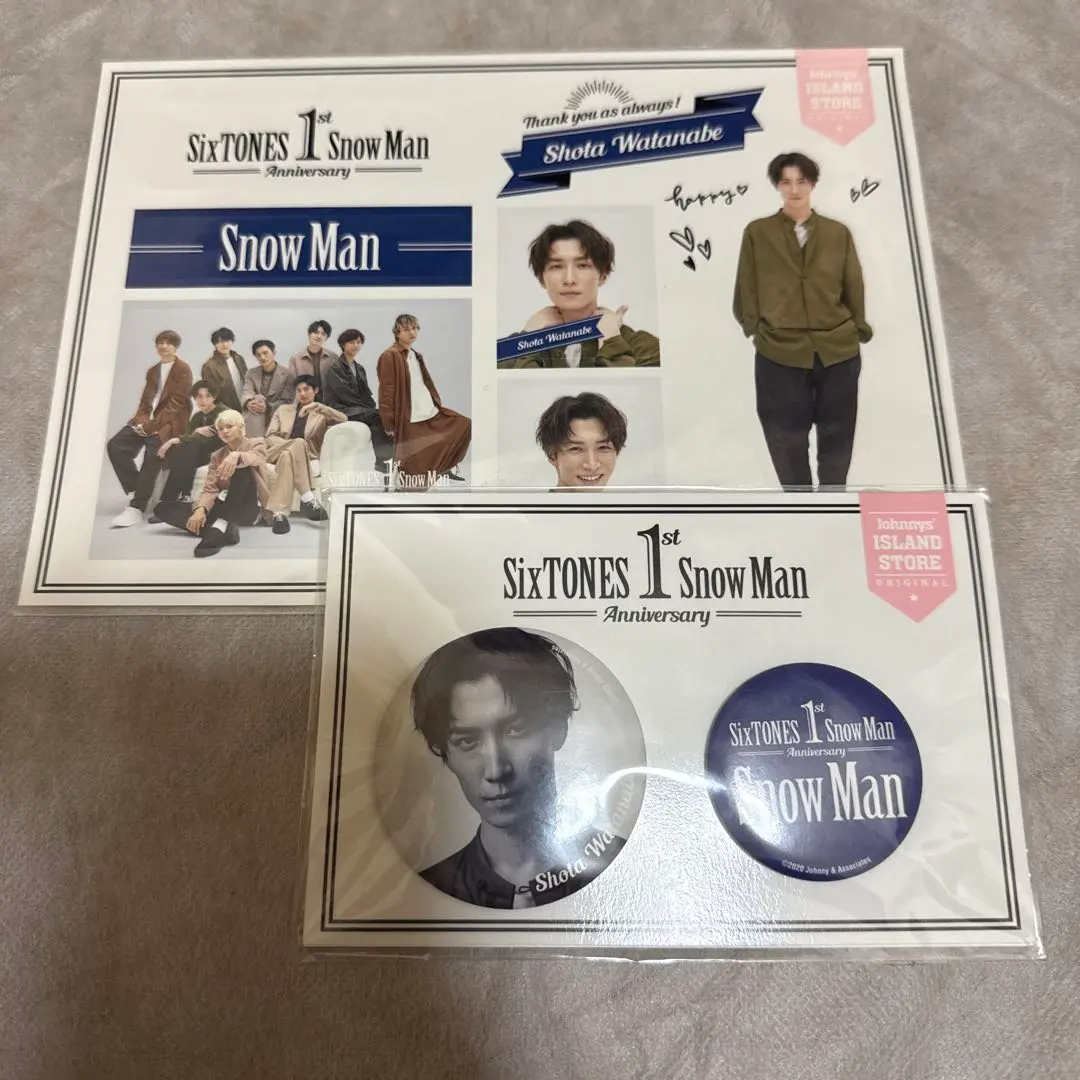 SixTONES 1st Snow Man
Anniversary
Thank you as always!
Shota Watanabe
Johnnys'
ISLAND
STORE
ORIGINAL
happy
Snow Man
Shota Watanabe
SixTONES 1st Snow Man
SixTONES 1st Snow Man
Anniversary
Johnnys'
ISLAND
STORE
ORIGINAL
Shota
SixTONES 1st Snow Man
Anniversary
Snow Man
©2020 Johnny & Associates